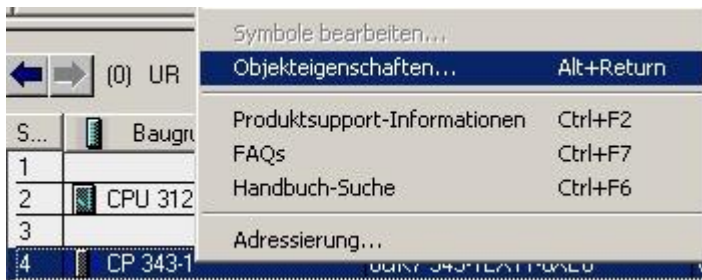 Symbole bearbeiten...
Objekteigenschaften... Alt+Return
(0) UR
Produktsupport-Informationen Ctrl+F2
S... Baugru
FAQs Ctrl+F7
1
Handbuch-Suche Ctrl+F6
2 CPU 312
3
Adressierung...
4 CP 343-1